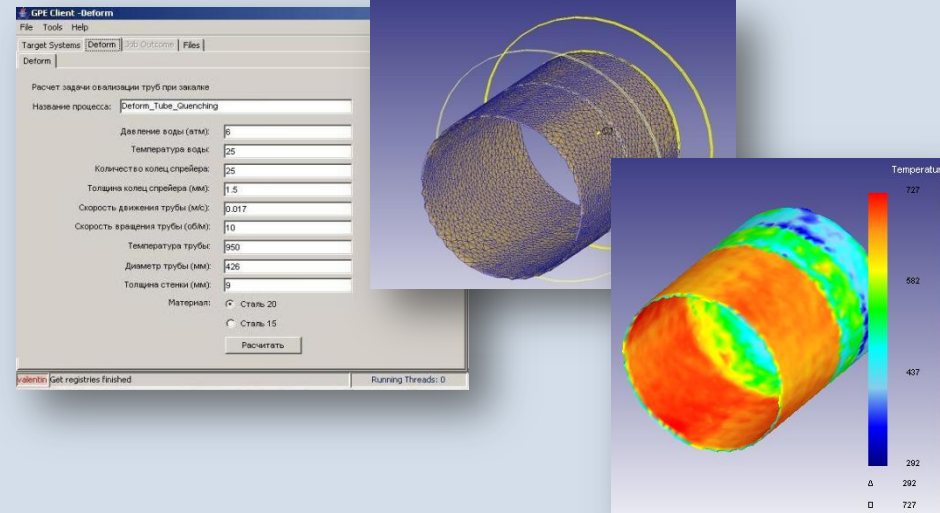 GPE Client -Deform
File Tools Help
Target Systems Deform Job Outcome Files
Deform
Расчет задачи овализации труб при закалке
Название процесса: Deform_Tube_Quenching
Давление воды (атм): 6
Температура воды: 25
Количество колец спрейера: 25
Толщина колец спрейера (мм): 1.5
Скорость движения трубы (м/с): 0.017
Скорость вращения трубы (об/м): 10
Температура трубы: 950
Диаметр трубы (мм): 426
Толщина стенки (мм): 9
Материал: Сталь 20
Сталь 15
Расчитать
valentin Get registries finished Running Threads: 0
Temperatur
727
582
437
292
292
727